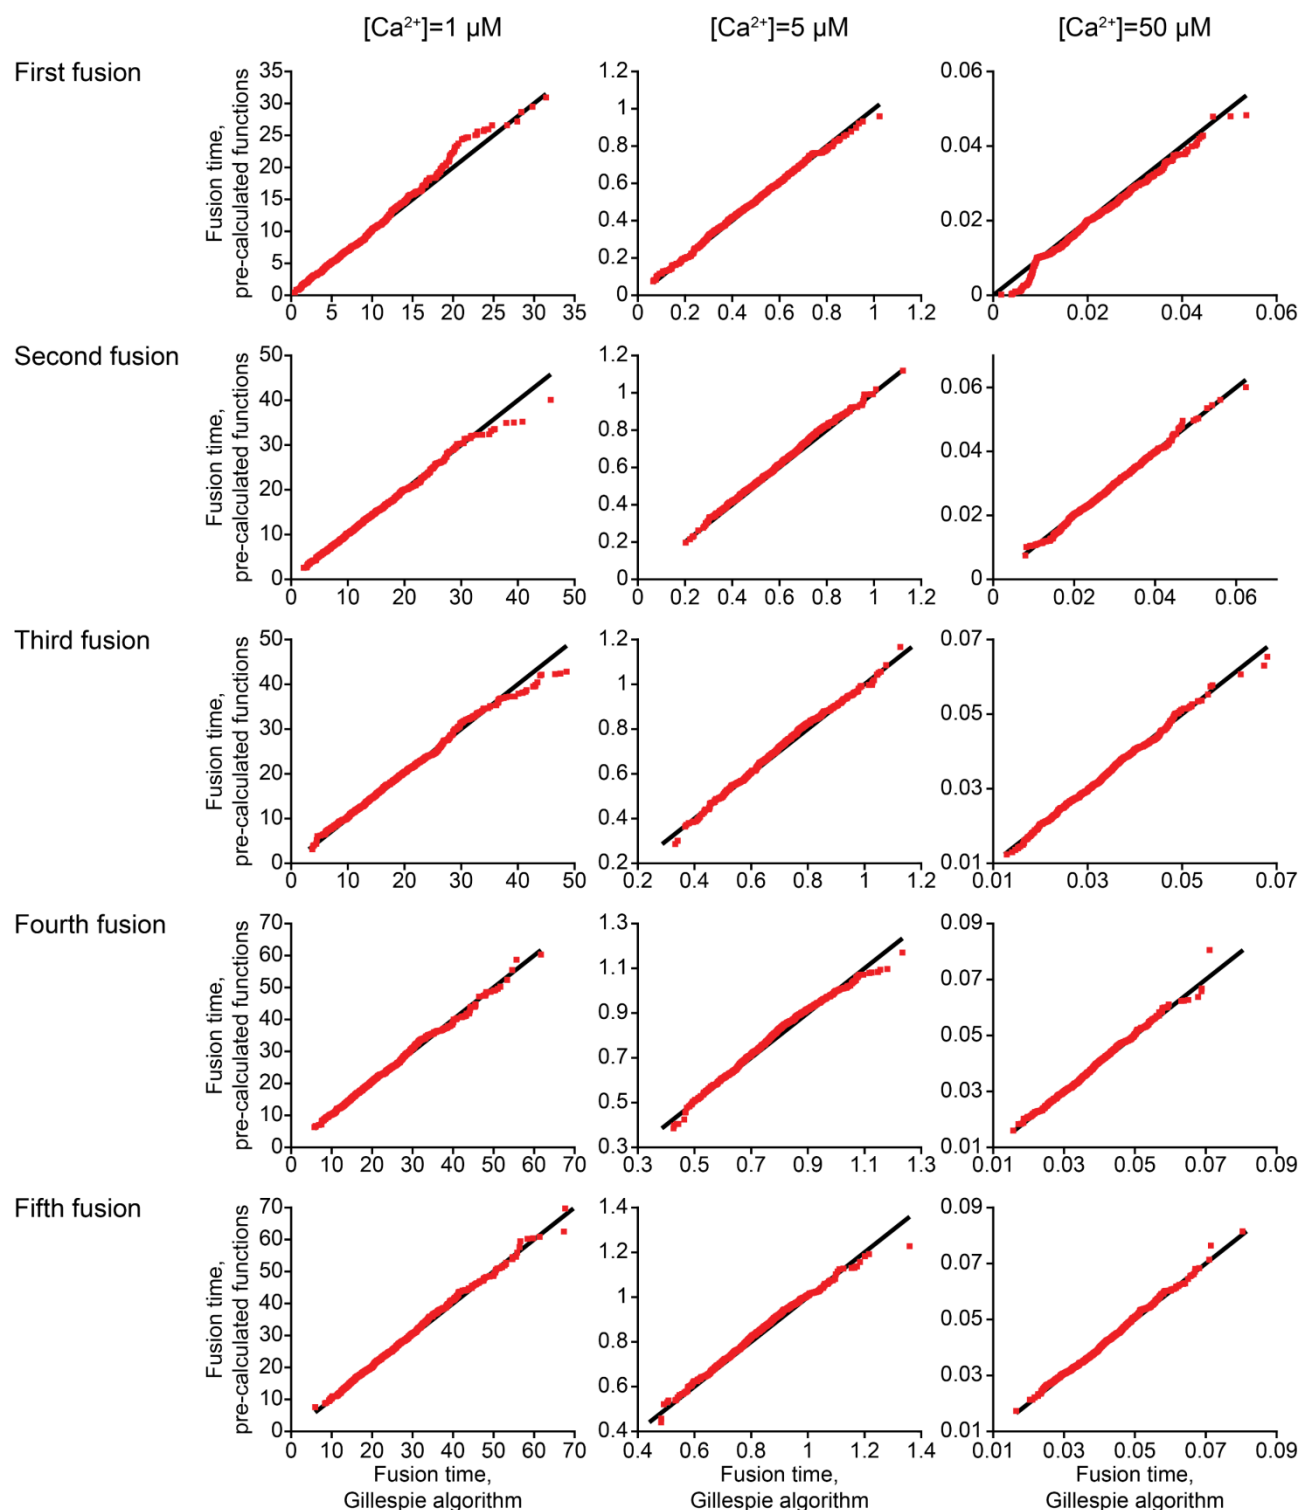 [Ca²⁺]=1 µM [Ca²⁺]=5 µM [Ca²⁺]=50 µM
First fusion
Fusion time,
pre-calculated functions
35
30
25
20
15
10
5
0
0 5 10 15 20 25 30 35
1.2
1
0.8
0.6
0.4
0.2
0
0 0.2 0.4 0.6 0.8 1 1.2
0.06
0.04
0.02
0
0 0.02 0.04 0.06
Second fusion
Fusion time,
pre-calculated functions
50
40
30
20
10
0
0 10 20 30 40 50
1.2
1
0.8
0.6
0.4
0.2
0
0 0.2 0.4 0.6 0.8 1 1.2
0.06
0.04
0.02
0
0 0.02 0.04 0.06
Third fusion
Fusion time,
pre-calculated functions
50
40
30
20
10
0
0 10 20 30 40 50
1.2
1
0.8
0.6
0.4
0.2
0.2 0.4 0.6 0.8 1 1.2
0.07
0.05
0.03
0.01
0.01 0.03 0.05 0.07
Fourth fusion
Fusion time,
pre-calculated functions
70
60
50
40
30
20
10
0
0 10 20 30 40 50 60 70
1.3
1.1
0.9
0.7
0.5
0.3
0.3 0.5 0.7 0.9 1.1 1.3
0.09
0.07
0.05
0.03
0.01
0.01 0.03 0.05 0.07 0.09
Fifth fusion
Fusion time,
pre-calculated functions
70
60
50
40
30
20
10
0
0 10 20 30 40 50 60 70
1.4
1.2
1
0.8
0.6
0.4
0.4 0.6 0.8 1 1.2 1.4
0.09
0.07
0.05
0.03
0.01
0.01 0.03 0.05 0.07 0.09
Fusion time,
Gillespie algorithm
Fusion time,
Gillespie algorithm
Fusion time,
Gillespie algorithm